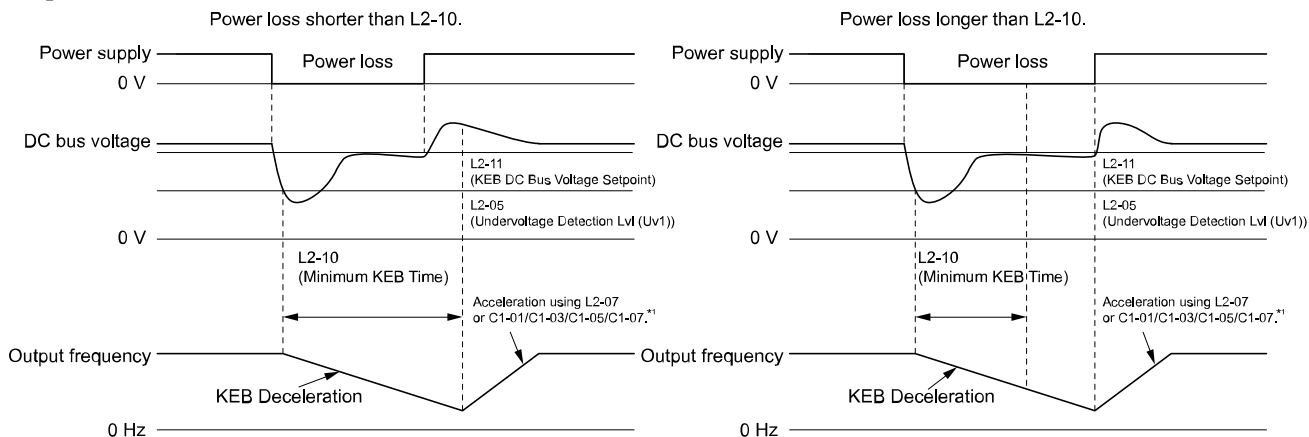 Power loss shorter than L2-10.
Power supply
Power loss
0 V
DC bus voltage
L2-11
(KEB DC Bus Voltage Setpoint)
L2-05
(Undervoltage Detection Lvl (Uv1))
0 V
L2-10
(Minimum KEB Time)
Acceleration using L2-07
or C1-01/C1-03/C1-05/C1-07.*1
Output frequency
KEB Deceleration
0 Hz
Power loss longer than L2-10.
Power supply
Power loss
0 V
DC bus voltage
L2-11
(KEB DC Bus Voltage Setpoint)
L2-05
(Undervoltage Detection Lvl (Uv1))
0 V
L2-10
(Minimum KEB Time)
Acceleration using L2-07
or C1-01/C1-03/C1-05/C1-07.*1
Output frequency
KEB Deceleration
0 Hz